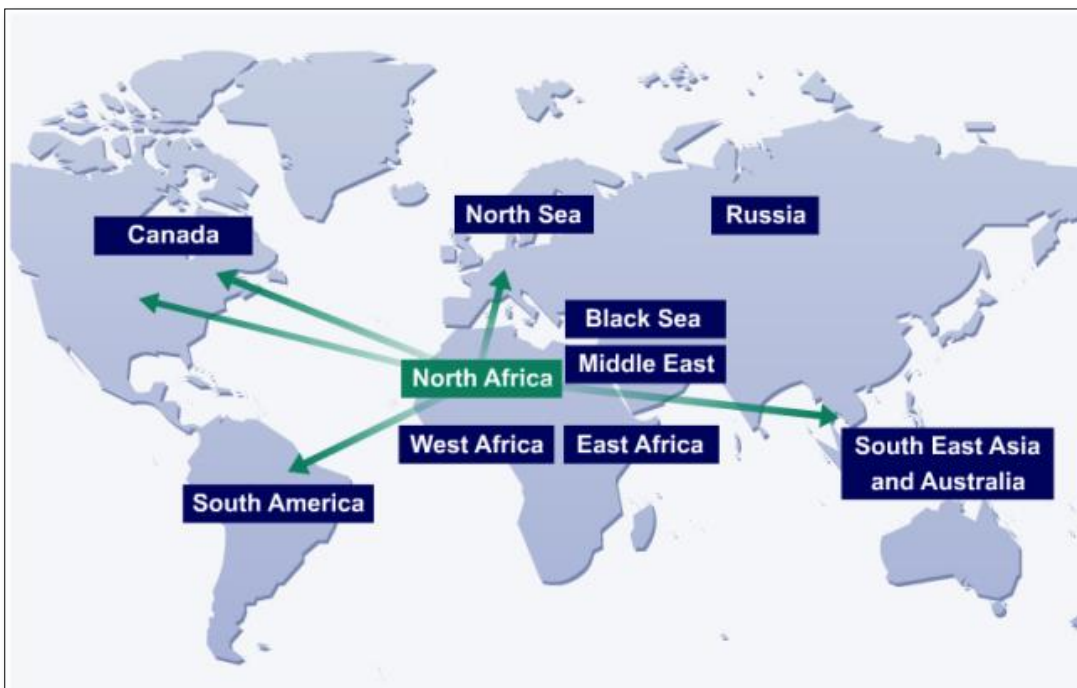 North Sea
Russia
Canada
Black Sea
Middle East
North Africa
West Africa
East Africa
South East Asia
and Australia
South America